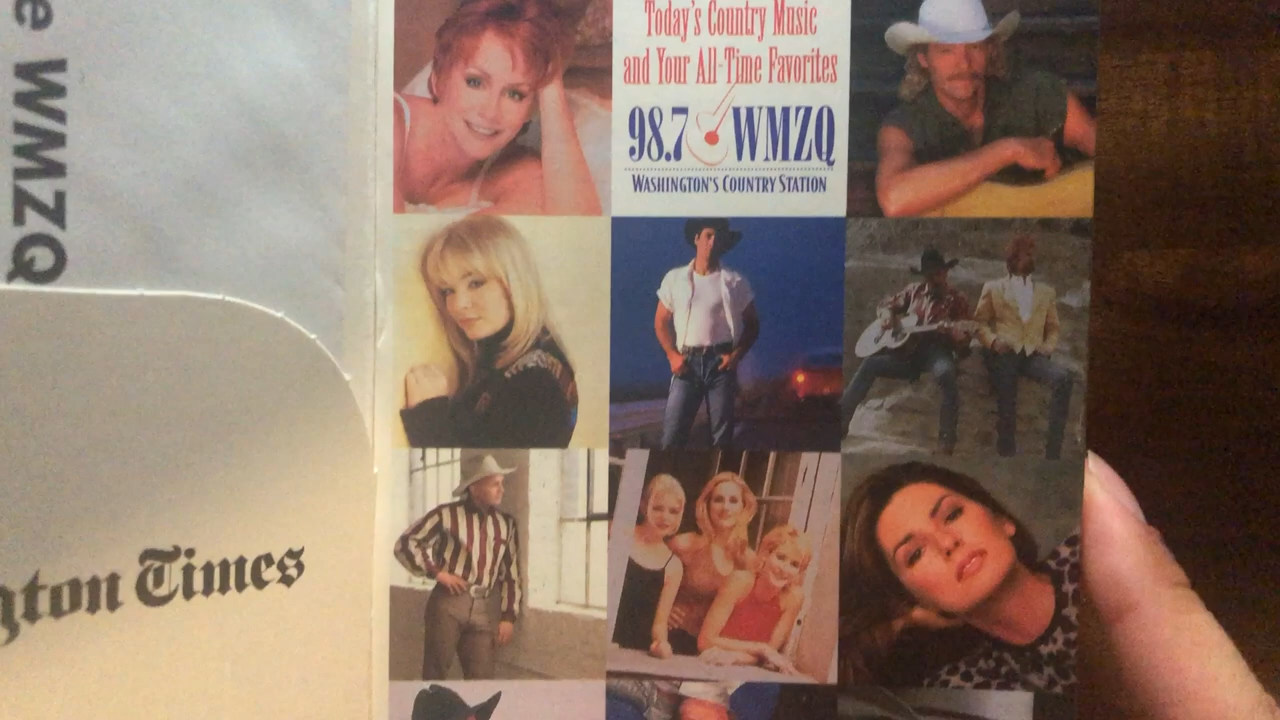 e WMZQ
gton Times
Today's Country Music
and Your All-Time Favorites
98.7 WMZQ
Washington's Country Station